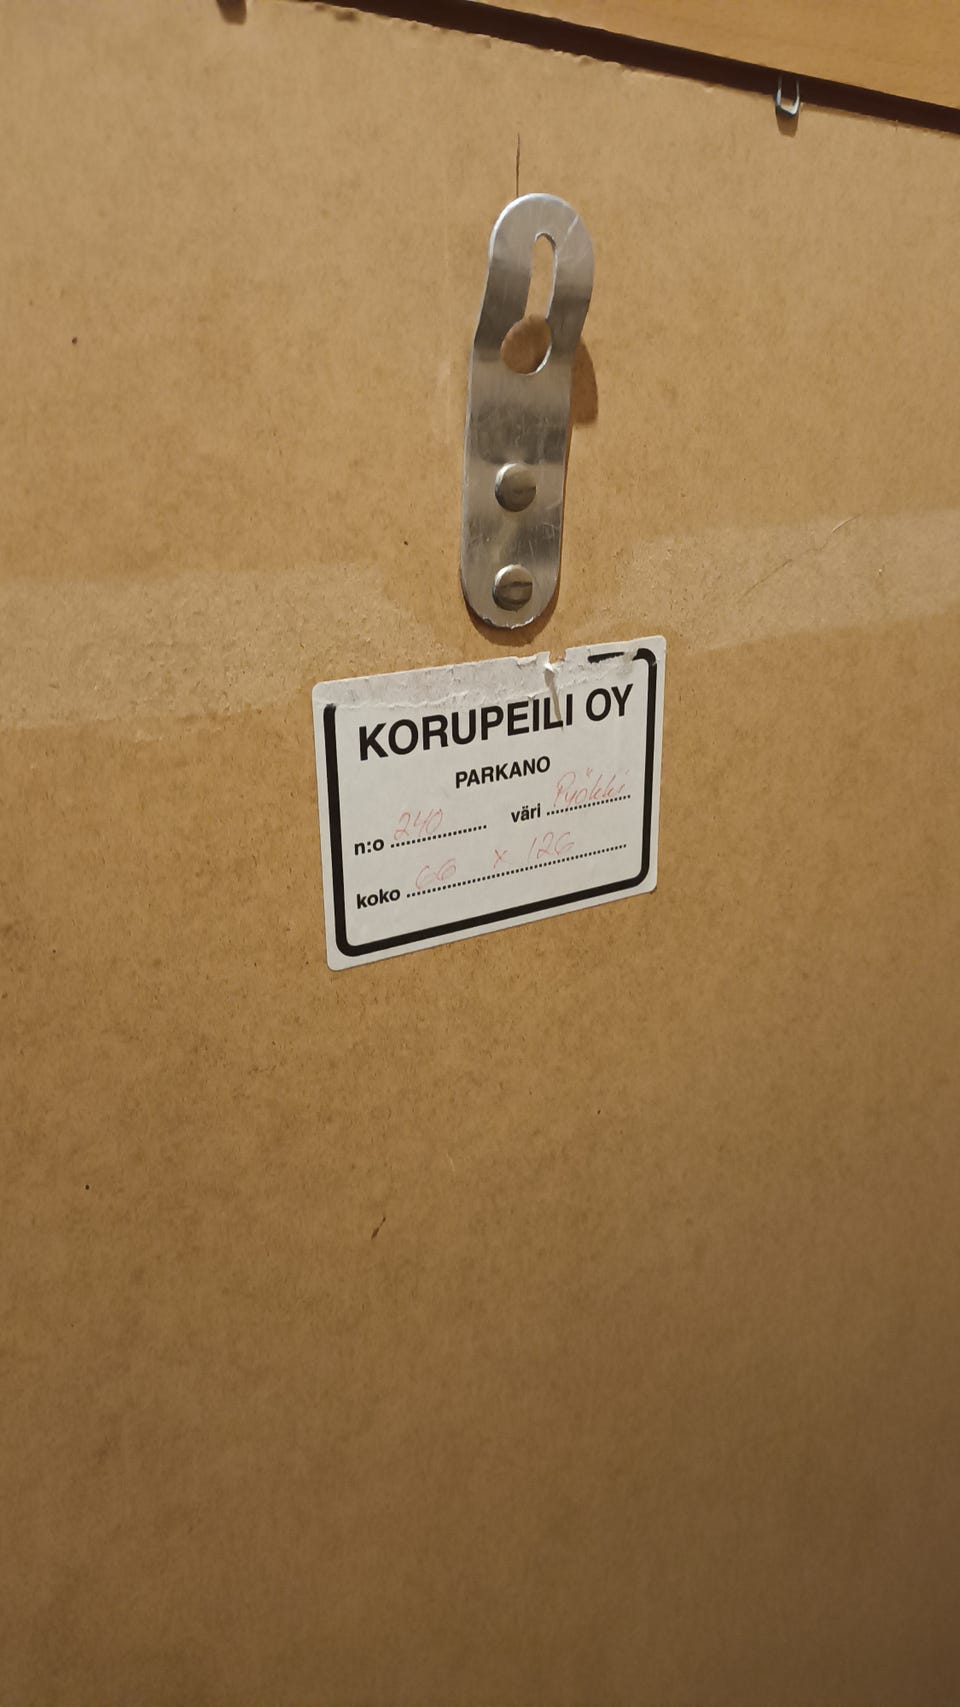 KORUPEILI OY
PARKANO
n:o 240 väri Pyökki
koko 66 x 126